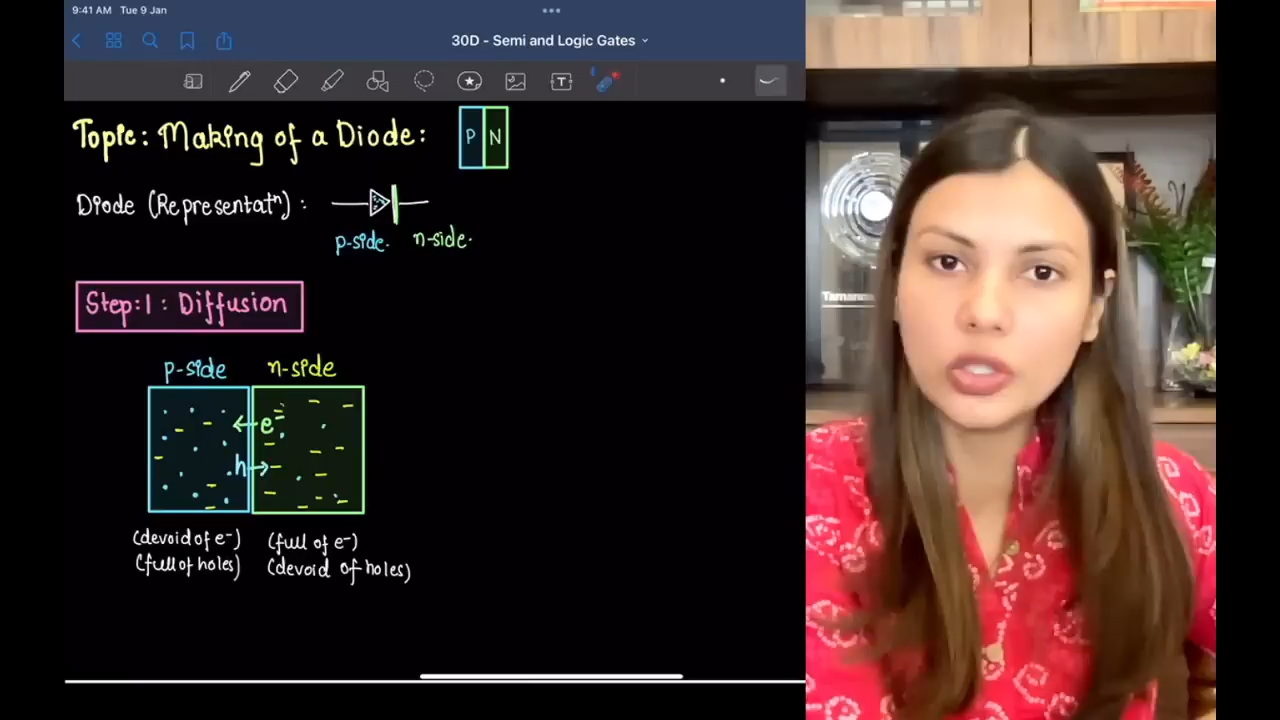 9:41 AM Tue 9 Jan
30D - Semi and Logic Gates
T
Topic: Making of a Diode:
P N
Diode (Representatⁿ) :
p-side. n-side.
Step:1 : Diffusion
p-side n-side
e⁻
h
(devoid of e⁻) (full of e⁻)
(full of holes) (devoid of holes)